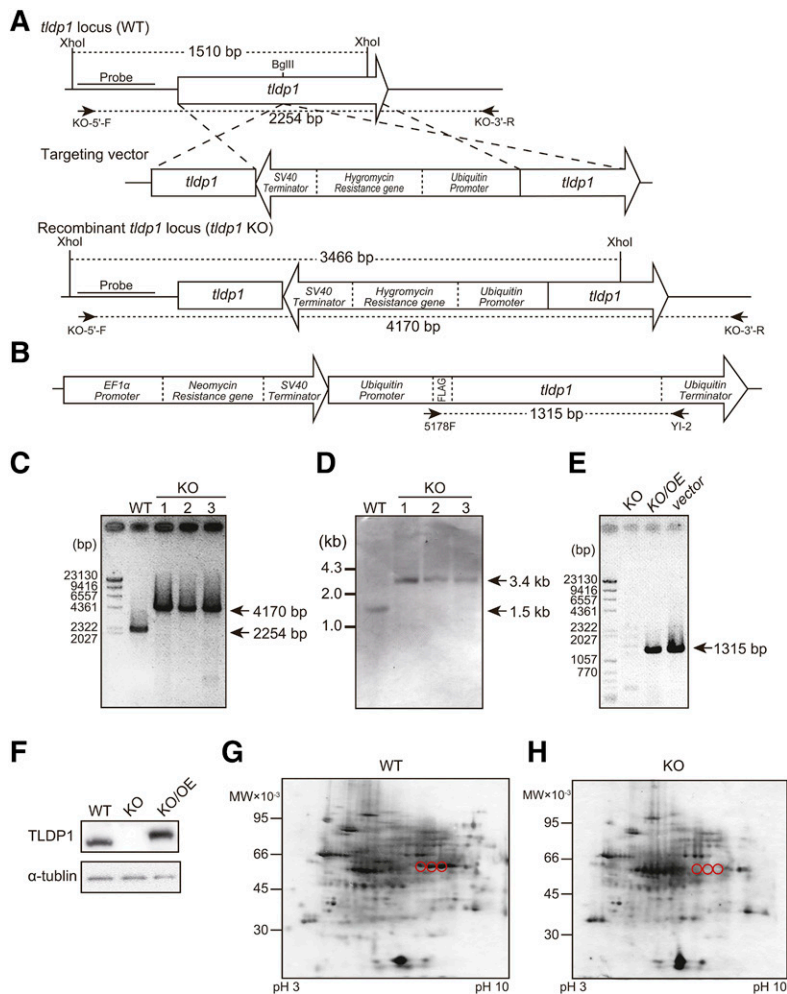 A
tldp1 locus (WT)
XhoI
XhoI
1510 bp
BglII
Probe
tldp1
KO-5'-F
2254 bp
KO-3'-R
Targeting vector
tldp1
SV40 Terminator
Hygromycin Resistance gene
Ubiquitin Promoter
tldp1
Recombinant tldp1 locus (tldp1 KO)
XhoI
XhoI
3466 bp
Probe
tldp1
SV40 Terminator
Hygromycin Resistance gene
Ubiquitin Promoter
tldp1
KO-5'-F
4170 bp
KO-3'-R
B
EF1α Promoter
Neomycin Resistance gene
SV40 Terminator
Ubiquitin Promoter
FLAG
tldp1
Ubiquitin Terminator
5178F
1315 bp
YI-2
C
KO
WT 1 2 3
(bp)
23130
9416
6557
4361
2322
2027
4170 bp
2254 bp
D
KO
WT 1 2 3
(kb)
4.3
2.0
1.0
3.4 kb
1.5 kb
E
KO
KO/OE
vector
(bp)
23130
9416
6557
4361
2322
2027
1057
770
1315 bp
F
WT
KO
KO/OE
TLDP1
α-tublin
G
WT
MW×10-3
95
66
45
30
pH 3
pH 10
H
KO
MW×10-3
95
66
45
30
pH 3
pH 10